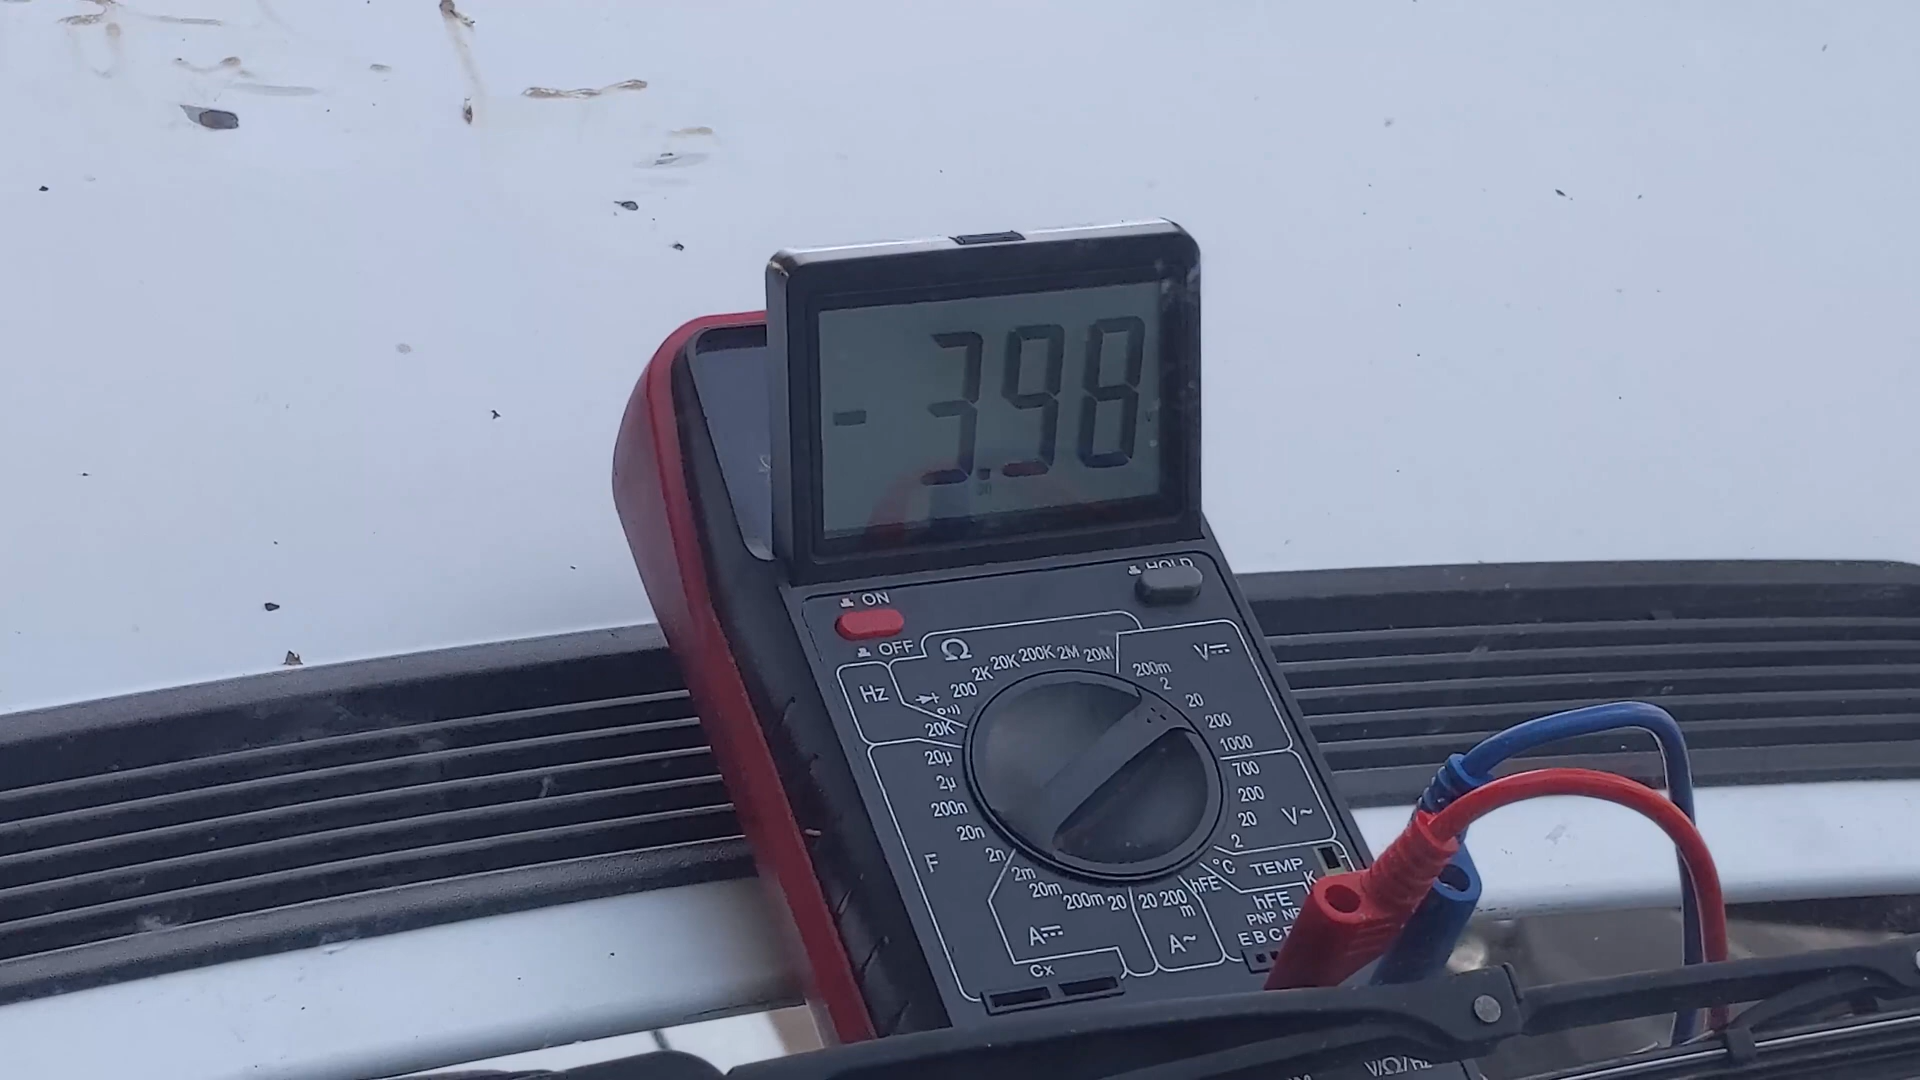 - 3.98
20
HOLD
ON
OFF
Ω
200 2K 20K 200K 2M 20M
V⎓
200m
2
20
200
1000
Hz
20K
20µ
2µ
200n
20n
2n
F
700
200
20
2
V~
°C TEMP
K
2m
20m
200m 20
A⎓
20 200
m
A~
hFE
hFE
PNP
E B C E
Cx
V/Ω/Hz